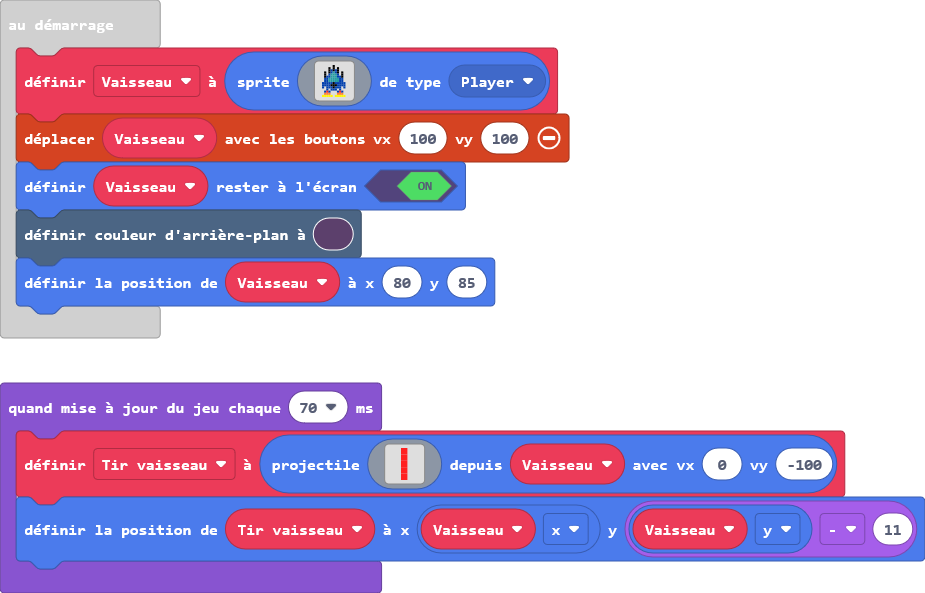 au démarrage
définir Vaisseau à sprite de type Player
déplacer Vaisseau avec les boutons vx 100 vy 100
définir Vaisseau rester à l'écran ON
définir couleur d'arrière-plan à
définir la position de Vaisseau à x 80 y 85
quand mise à jour du jeu chaque 70 ms
définir Tir vaisseau à projectile depuis Vaisseau avec vx 0 vy -100
définir la position de Tir vaisseau à x Vaisseau x y Vaisseau y - 11